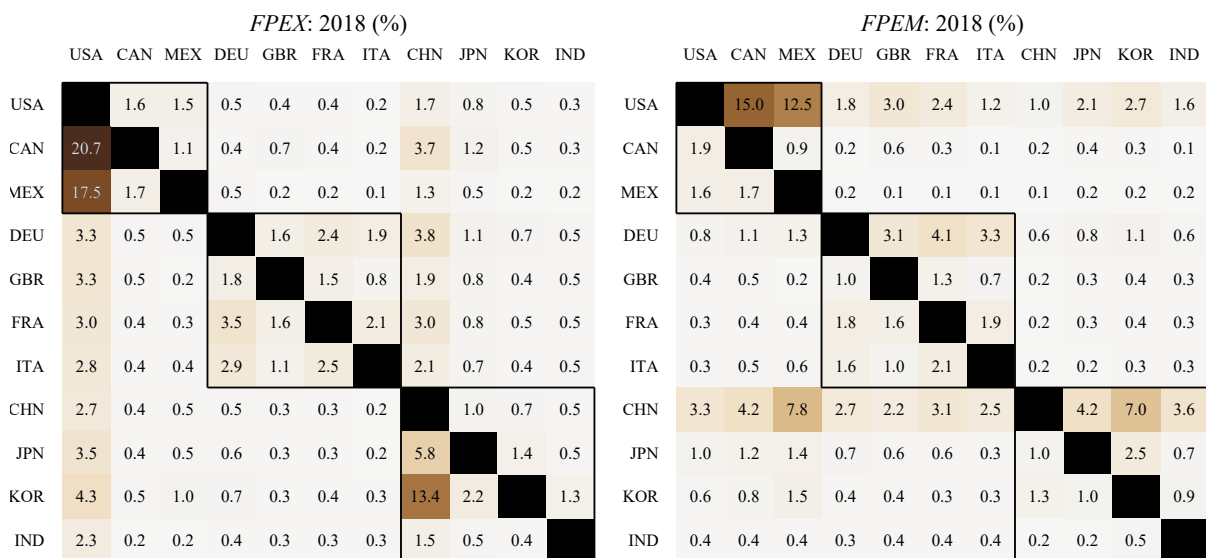 FPEX: 2018 (%) FPEM: 2018 (%)
USA CAN MEX DEU GBR FRA ITA CHN JPN KOR IND USA CAN MEX DEU GBR FRA ITA CHN JPN KOR IND
USA 1.6 1.5 0.5 0.4 0.4 0.2 1.7 0.8 0.5 0.3 USA 15.0 12.5 1.8 3.0 2.4 1.2 1.0 2.1 2.7 1.6
CAN 20.7 1.1 0.4 0.7 0.4 0.2 3.7 1.2 0.5 0.3 CAN 1.9 0.9 0.2 0.6 0.3 0.1 0.2 0.4 0.3 0.1
MEX 17.5 1.7 0.5 0.2 0.2 0.1 1.3 0.5 0.2 0.2 MEX 1.6 1.7 0.2 0.1 0.1 0.1 0.1 0.2 0.2 0.2
DEU 3.3 0.5 0.5 1.6 2.4 1.9 3.8 1.1 0.7 0.5 DEU 0.8 1.1 1.3 3.1 4.1 3.3 0.6 0.8 1.1 0.6
GBR 3.3 0.5 0.2 1.8 1.5 0.8 1.9 0.8 0.4 0.5 GBR 0.4 0.5 0.2 1.0 1.3 0.7 0.2 0.3 0.4 0.3
FRA 3.0 0.4 0.3 3.5 1.6 2.1 3.0 0.8 0.5 0.5 FRA 0.3 0.4 0.4 1.8 1.6 1.9 0.2 0.3 0.4 0.3
ITA 2.8 0.4 0.4 2.9 1.1 2.5 2.1 0.7 0.4 0.5 ITA 0.3 0.5 0.6 1.6 1.0 2.1 0.2 0.2 0.3 0.3
CHN 2.7 0.4 0.5 0.5 0.3 0.3 0.2 1.0 0.7 0.5 CHN 3.3 4.2 7.8 2.7 2.2 3.1 2.5 4.2 7.0 3.6
JPN 3.5 0.4 0.5 0.6 0.3 0.3 0.2 5.8 1.4 0.5 JPN 1.0 1.2 1.4 0.7 0.6 0.6 0.3 1.0 2.5 0.7
KOR 4.3 0.5 1.0 0.7 0.3 0.4 0.3 13.4 2.2 1.3 KOR 0.6 0.8 1.5 0.4 0.4 0.3 0.3 1.3 1.0 0.9
IND 2.3 0.2 0.2 0.4 0.3 0.3 0.3 1.5 0.5 0.4 IND 0.4 0.4 0.4 0.4 0.4 0.4 0.4 0.2 0.2 0.5